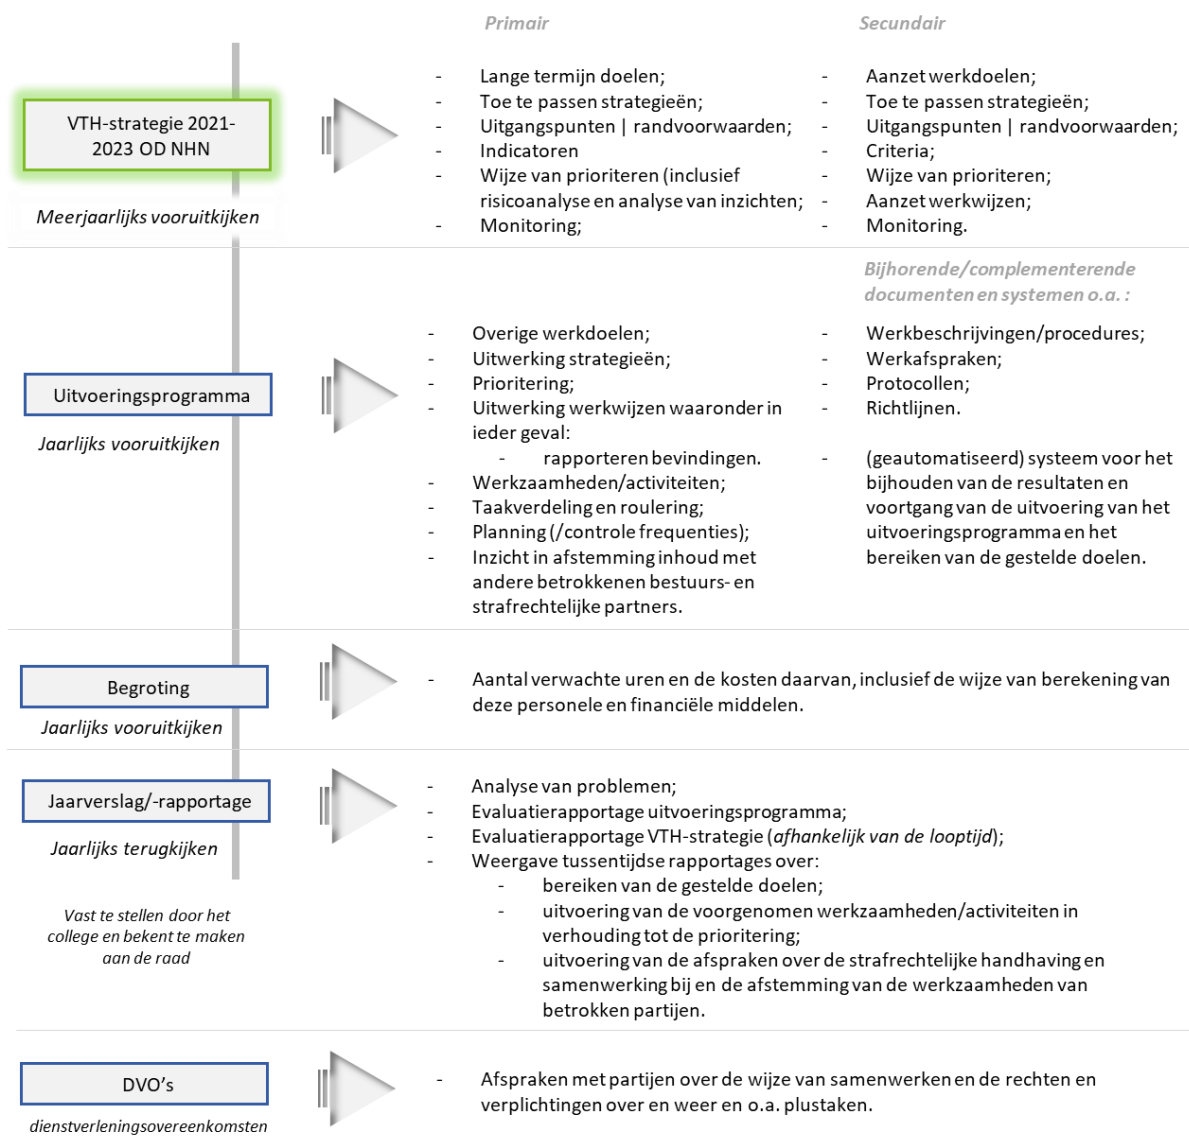 Primair
Secundair
VTH-strategie 2021-
2023 OD NHN
Meerjaarlijks vooruitkijken
- Lange termijn doelen;
- Toe te passen strategieën;
- Uitgangspunten | randvoorwaarden;
- Indicatoren
- Wijze van prioriteren (inclusief
risicoanalyse en analyse van inzichten;
- Monitoring;
- Aanzet werkdoelen;
- Toe te passen strategieën;
- Uitgangspunten | randvoorwaarden;
- Criteria;
- Wijze van prioriteren;
- Aanzet werkwijzen;
- Monitoring.
Uitvoeringsprogramma
Jaarlijks vooruitkijken
- Overige werkdoelen;
- Uitwerking strategieën;
- Prioritering;
- Uitwerking werkwijzen waaronder in
ieder geval:
- rapporteren bevindingen.
- Werkzaamheden/activiteiten;
- Taakverdeling en roulering;
- Planning (/controle frequenties);
- Inzicht in afstemming inhoud met
andere betrokkenen bestuurs- en
strafrechtelijke partners.
Bijhorende/complementerende
documenten en systemen o.a. :
- Werkbeschrijvingen/procedures;
- Werkafspraken;
- Protocollen;
- Richtlijnen.
- (geautomatiseerd) systeem voor het
bijhouden van de resultaten en
voortgang van de uitvoering van het
uitvoeringsprogramma en het
bereiken van de gestelde doelen.
Begroting
Jaarlijks vooruitkijken
- Aantal verwachte uren en de kosten daarvan, inclusief de wijze van berekening van
deze personele en financiële middelen.
Jaarverslag/-rapportage
Jaarlijks terugkijken
Vast te stellen door het
college en bekent te maken
aan de raad
- Analyse van problemen;
- Evaluatierapportage uitvoeringsprogramma;
- Evaluatierapportage VTH-strategie (afhankelijk van de looptijd);
- Weergave tussentijdse rapportages over:
- bereiken van de gestelde doelen;
- uitvoering van de voorgenomen werkzaamheden/activiteiten in
verhouding tot de prioritering;
- uitvoering van de afspraken over de strafrechtelijke handhaving en
samenwerking bij en de afstemming van de werkzaamheden van
betrokken partijen.
DVO's
dienstverleningsovereenkomsten
- Afspraken met partijen over de wijze van samenwerken en de rechten en
verplichtingen over en weer en o.a. plustaken.